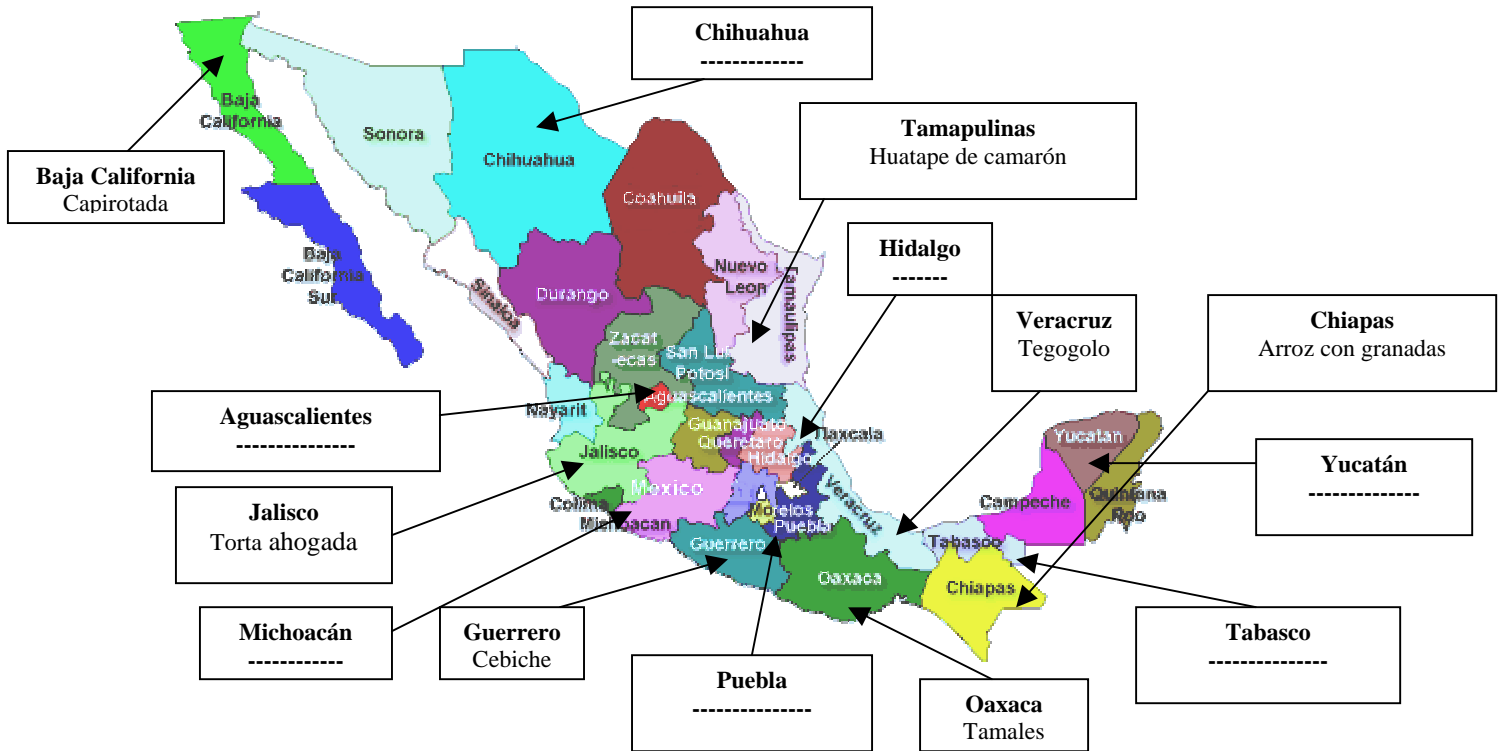 Chihuahua
-------------
Tamapulinas
Huatape de camarón
Baja California
Capirotada
Hidalgo
-------
Veracruz
Tegogolo
Chiapas
Arroz con granadas
Aguascalientes
---------------
Yucatán
--------------
Jalisco
Torta ahogada
Michoacán
------------
Guerrero
Cebiche
Puebla
---------------
Oaxaca
Tamales
Tabasco
---------------
Baja
California
Sonora
Chihuahua
Coahuila
Baja
California
Sur
Sinaloa
Durango
Nuevo
Leon
Tamaulipas
Zacat
-ecas
San Lui
Potosi
Aguascalientes
Nayarit
Guanajuato
Queretaro
Hidalgo
Tlaxcala
Jalisco
Mexico
Colima
Michoacan
Morelos
Puebla
Veracruz
Guerrero
Oaxaca
Tabasco
Chiapas
Campeche
Yucatan
Quintana
Roo